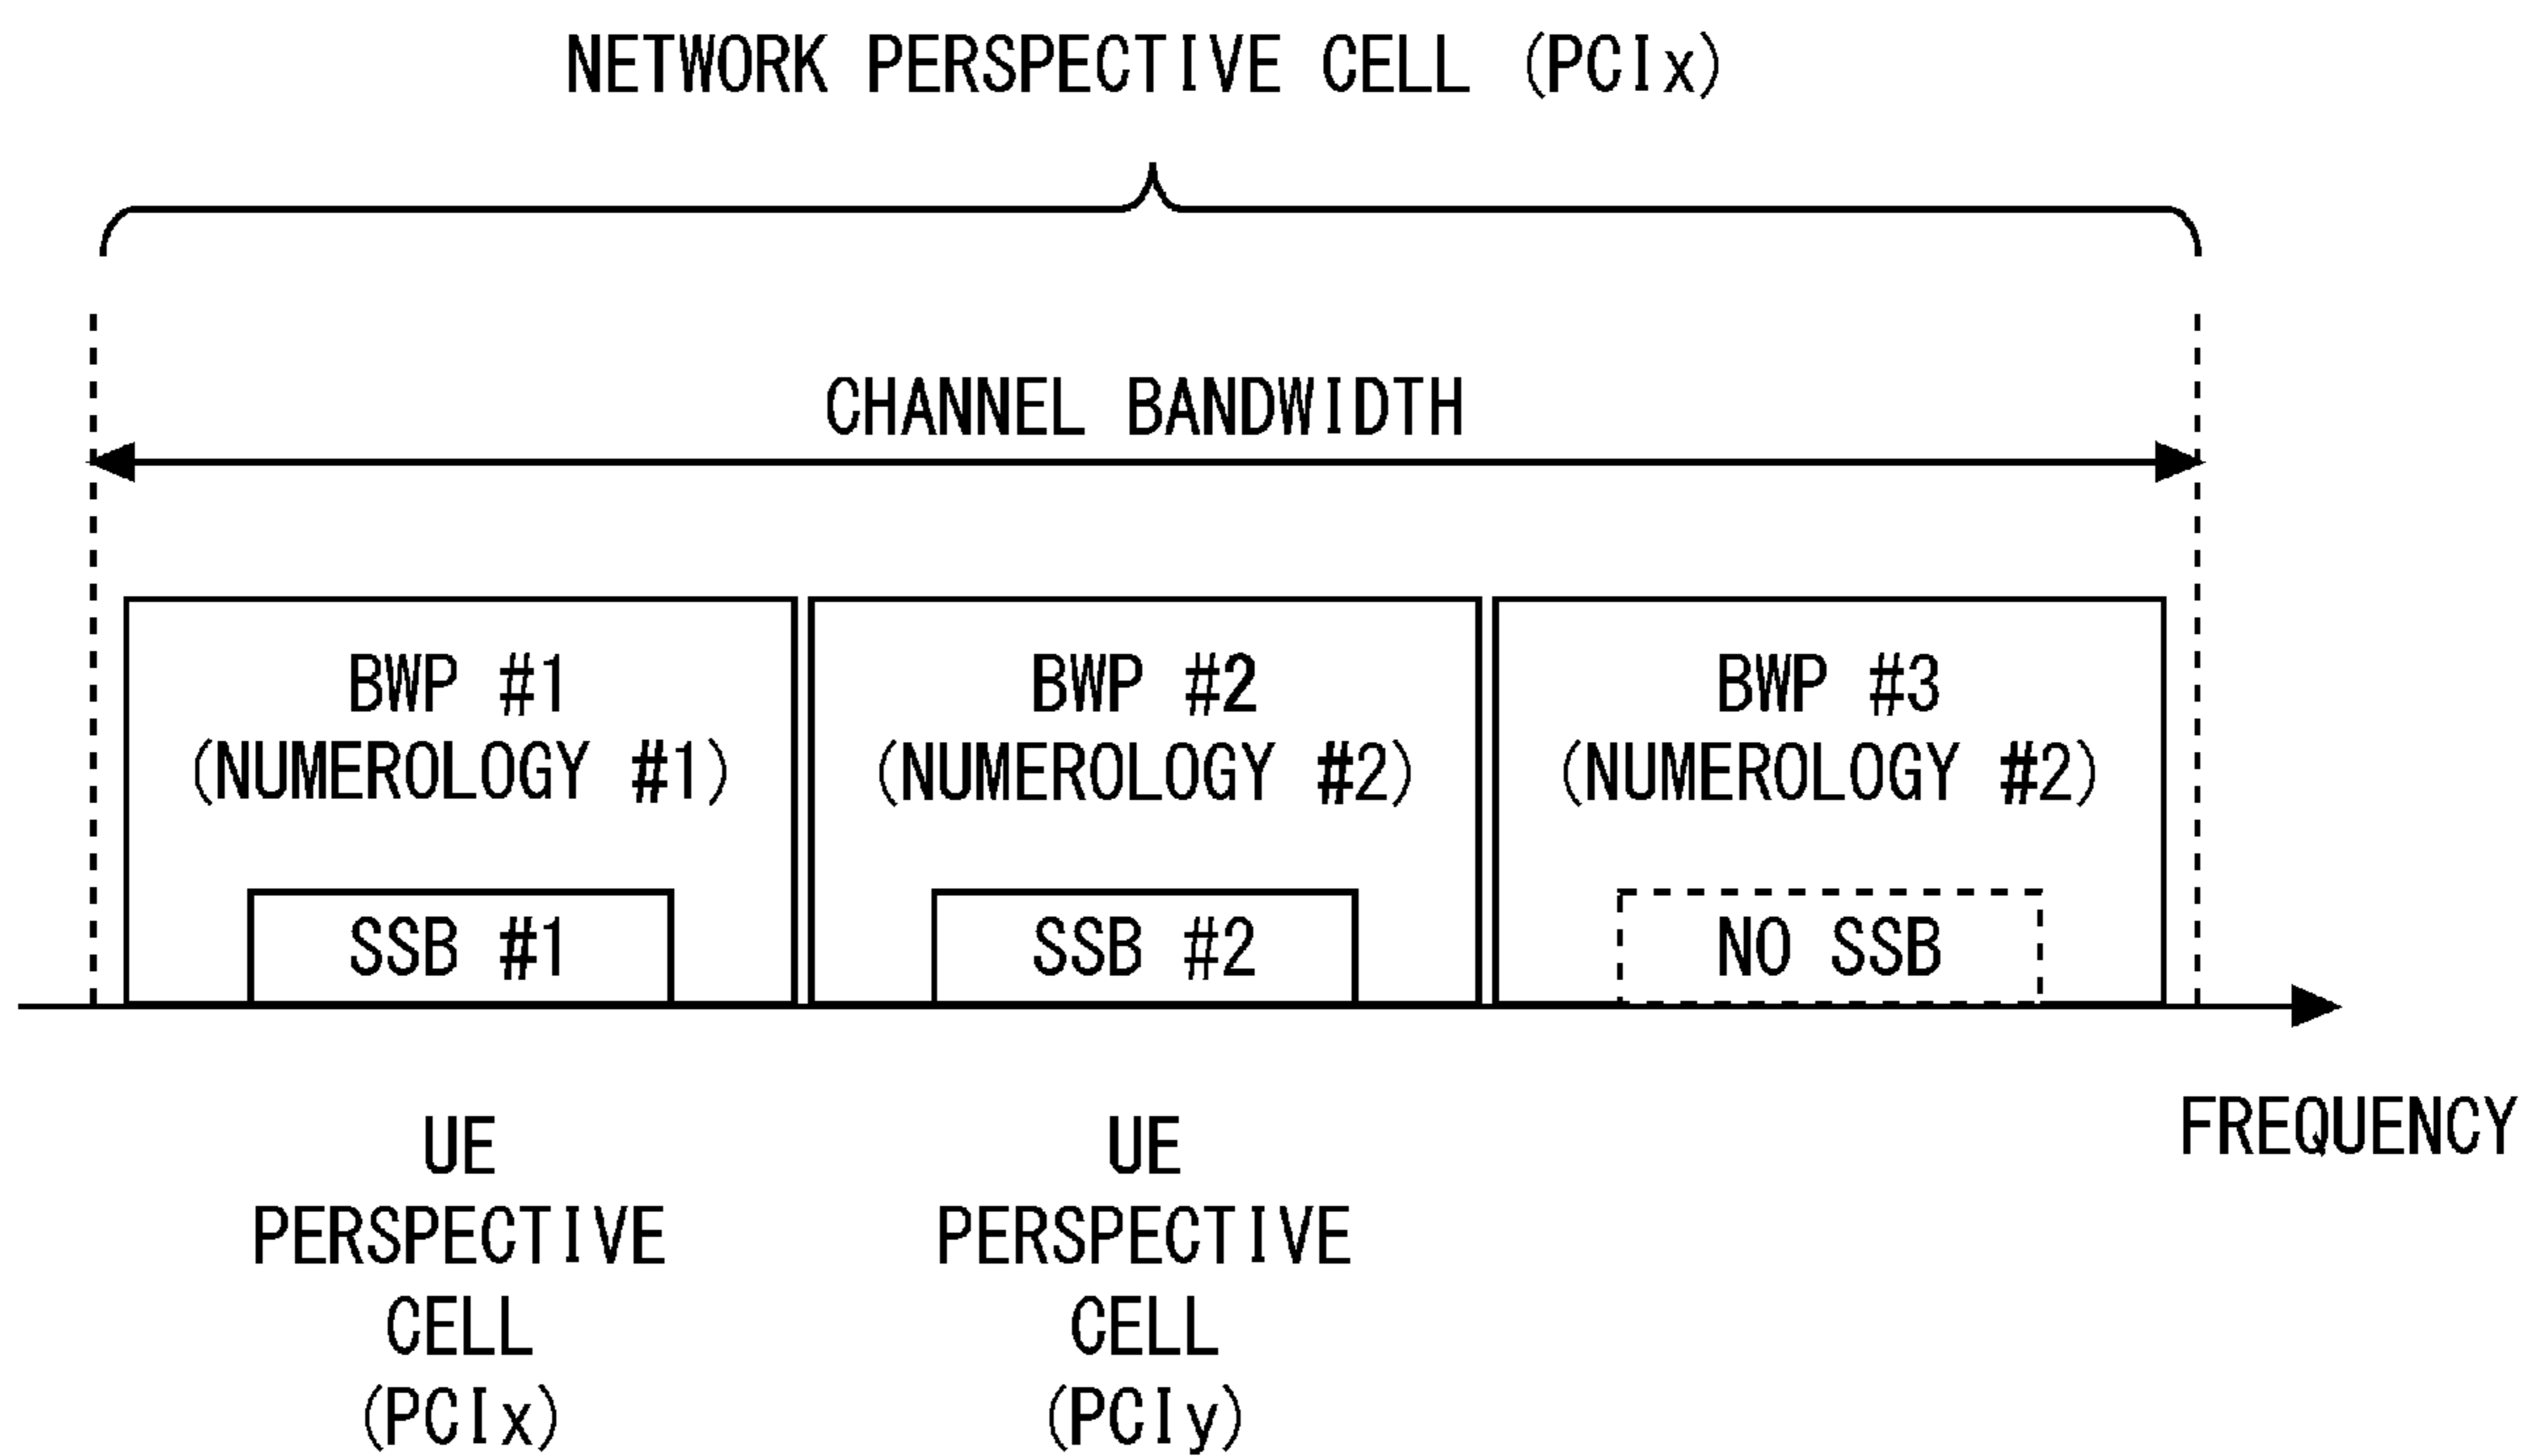 NETWORK PERSPECTIVE CELL (PCIx)
CHANNEL BANDWIDTH
BWP #1
(NUMEROLOGY #1)
SSB #1
BWP #2
(NUMEROLOGY #2)
SSB #2
BWP #3
(NUMEROLOGY #2)
NO SSB
FREQUENCY
UE
PERSPECTIVE
CELL
(PCIx)
UE
PERSPECTIVE
CELL
(PCIy)